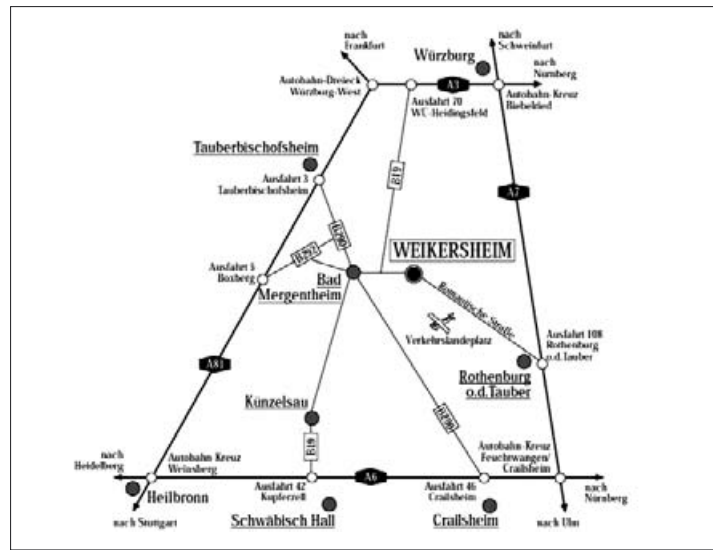 nach
Frankfurt
nach
Schweinfurt
Würzburg
nach
Nürnberg
Autobahn-Dreieck
Würzburg-West
A3
Ausfahrt 70
WÜ-Heidingsfeld
Autobahn-Kreuz
Biebelried
Tauberbischofsheim
Ausfahrt 3
Tauberbischofsheim
B19
A7
B290
B292
WEIKERSHEIM
Ausfahrt 5
Boxberg
Bad
Mergentheim
Romantische Straße
Verkehrslandeplatz
Ausfahrt 108
Rothenburg
o.d.Tauber
A81
Rothenburg
o.d.Tauber
Künzelsau
B290
B19
nach
Heidelberg
Autobahn Kreuz
Weinsberg
Autobahn-Kreuz
Feuchtwangen/
Crailsheim
Heilbronn
Ausfahrt 42
Kupferzell
A6
Ausfahrt 46
Crailsheim
nach
Nürnberg
nach Stuttgart
Schwäbisch Hall
Crailsheim
nach Ulm